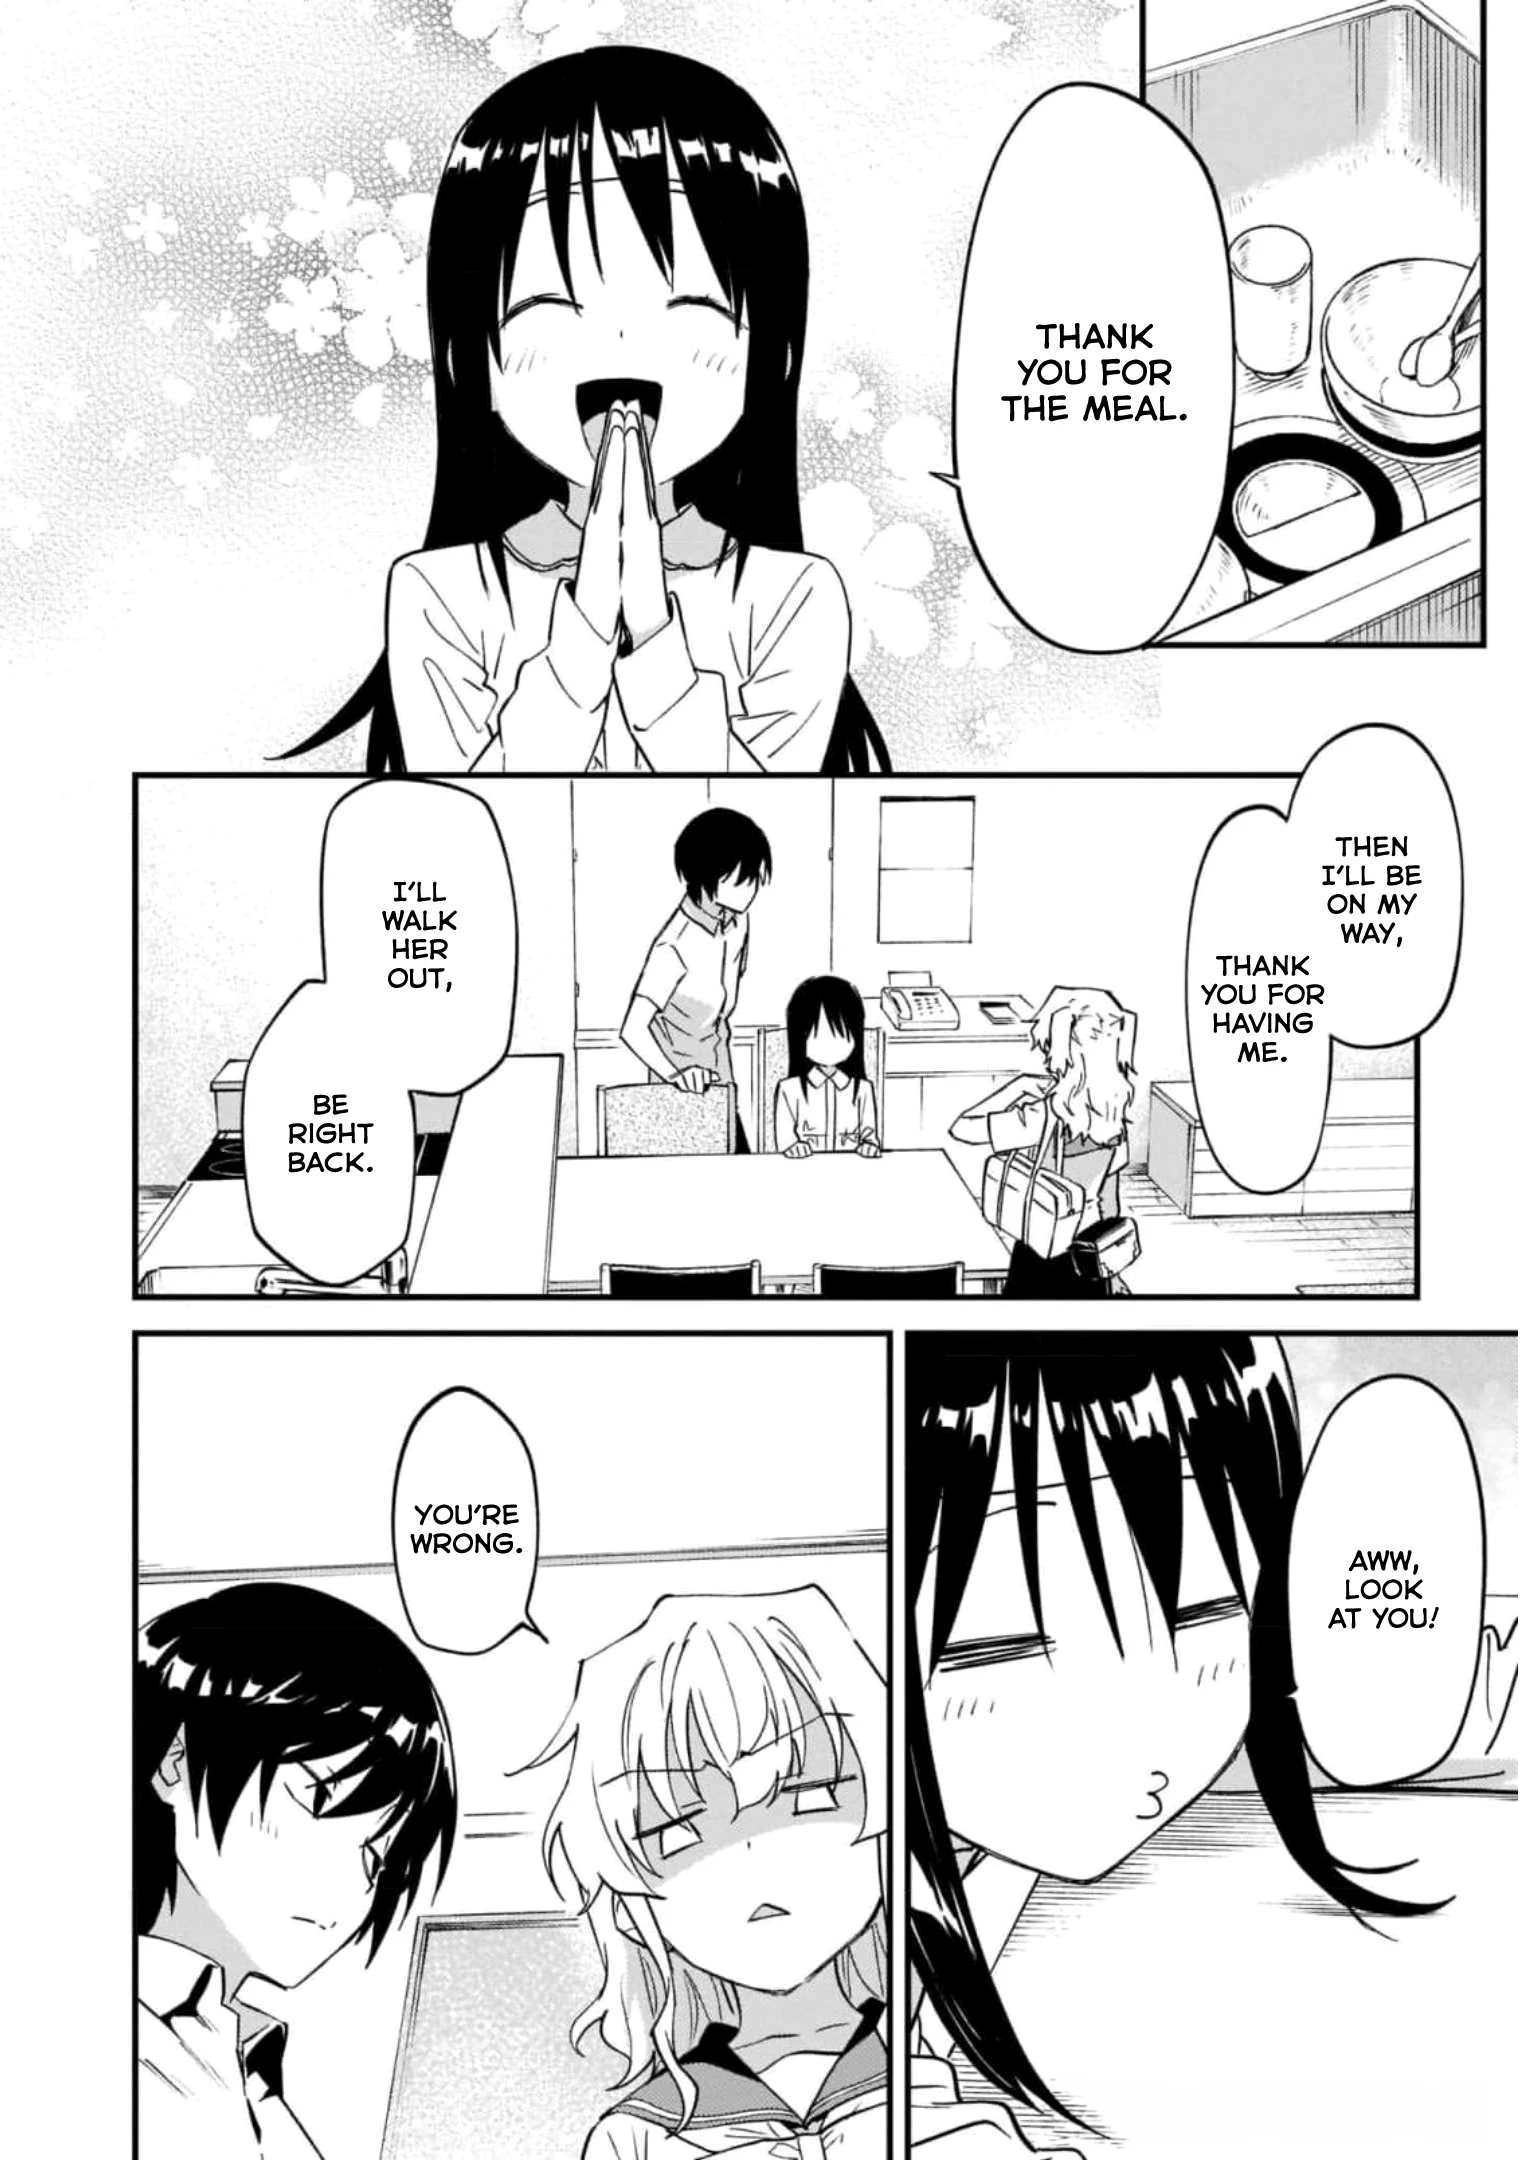 THANK
YOU FOR
THE MEAL.
THEN
I'LL BE
ON MY
WAY,
THANK
YOU FOR
HAVING
ME.
I'LL
WALK
HER
OUT,
BE
RIGHT
BACK.
AWW,
LOOK
AT YOU!
YOU'RE
WRONG.